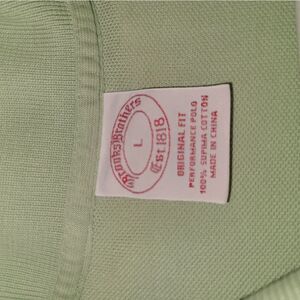 Brooks Brothers
L
Est. 1818
ORIGINAL FIT
PERFORMANCE POLO
100% SUPIMA COTTON
MADE IN CHINA